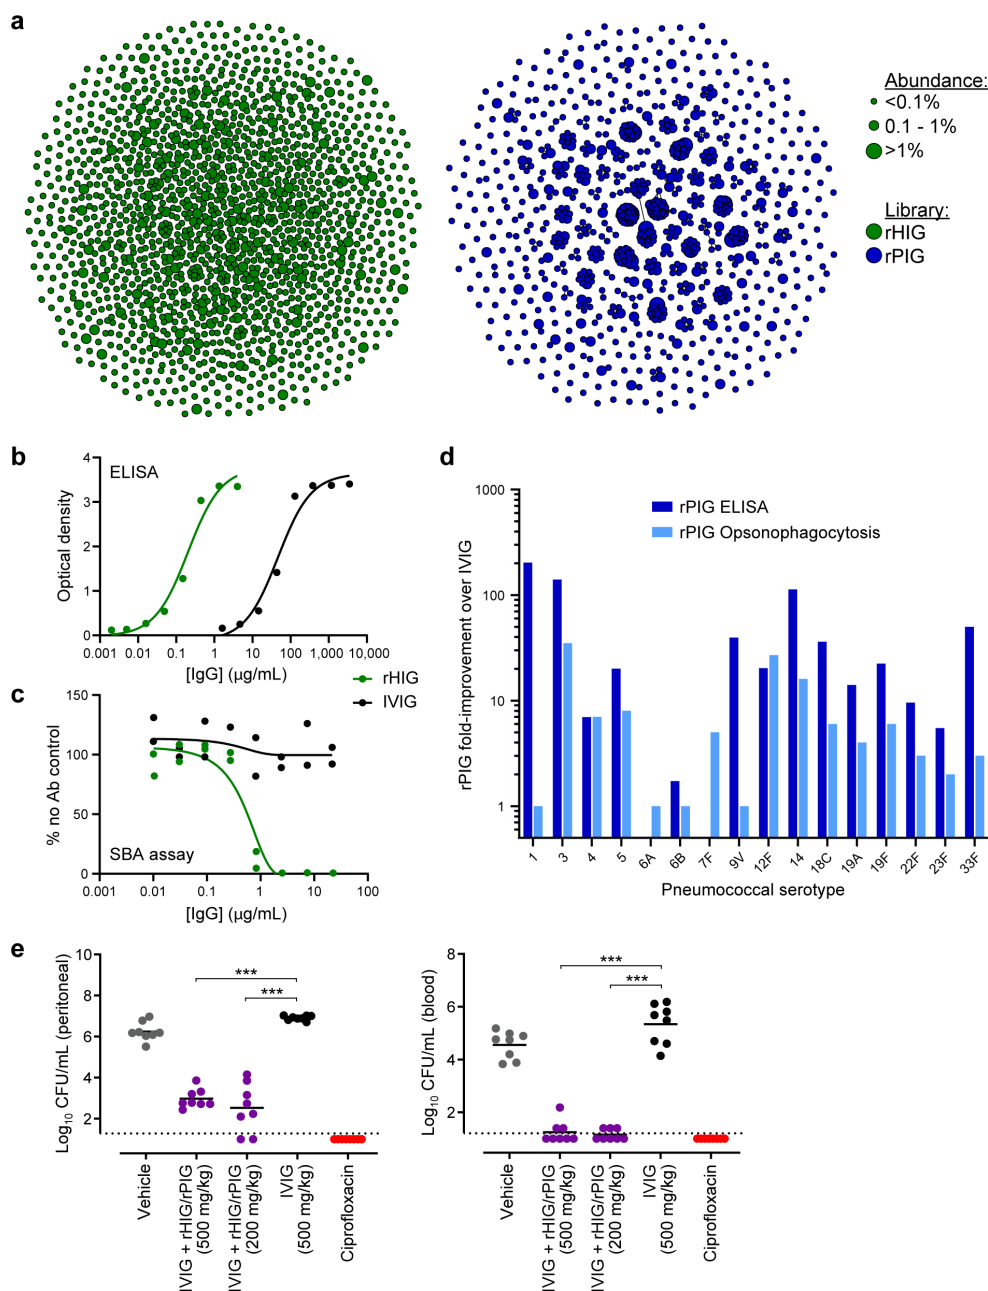 a
Abundance:
<0.1%
0.1 - 1%
>1%
Library:
rHIG
rPIG
b
ELISA
Optical density
4
3
2
1
0
0.001
0.01
0.1
1
10
100
1,000
10,000
[IgG] (µg/mL)
rHIG
IVIG
c
% no Ab control
150
100
50
0
SBA assay
0.001
0.01
0.1
1
10
100
[IgG] (µg/mL)
d
rPIG fold-improvement over IVIG
1000
100
10
1
rPIG ELISA
rPIG Opsonophagocytosis
1
3
4
5
6A
6B
7F
9V
12F
14
18C
19A
19F
22F
23F
33F
Pneumococcal serotype
e
Log10 CFU/mL (peritoneal)
10
8
6
4
2
***
***
Vehicle
IVIG + rHIG/rPIG
(500 mg/kg)
IVIG + rHIG/rPIG
(200 mg/kg)
IVIG
(500 mg/kg)
Ciprofloxacin
Log10 CFU/mL (blood)
8
6
4
2
***
***
Vehicle
IVIG + rHIG/rPIG
(500 mg/kg)
IVIG + rHIG/rPIG
(200 mg/kg)
IVIG
(500 mg/kg)
Ciprofloxacin